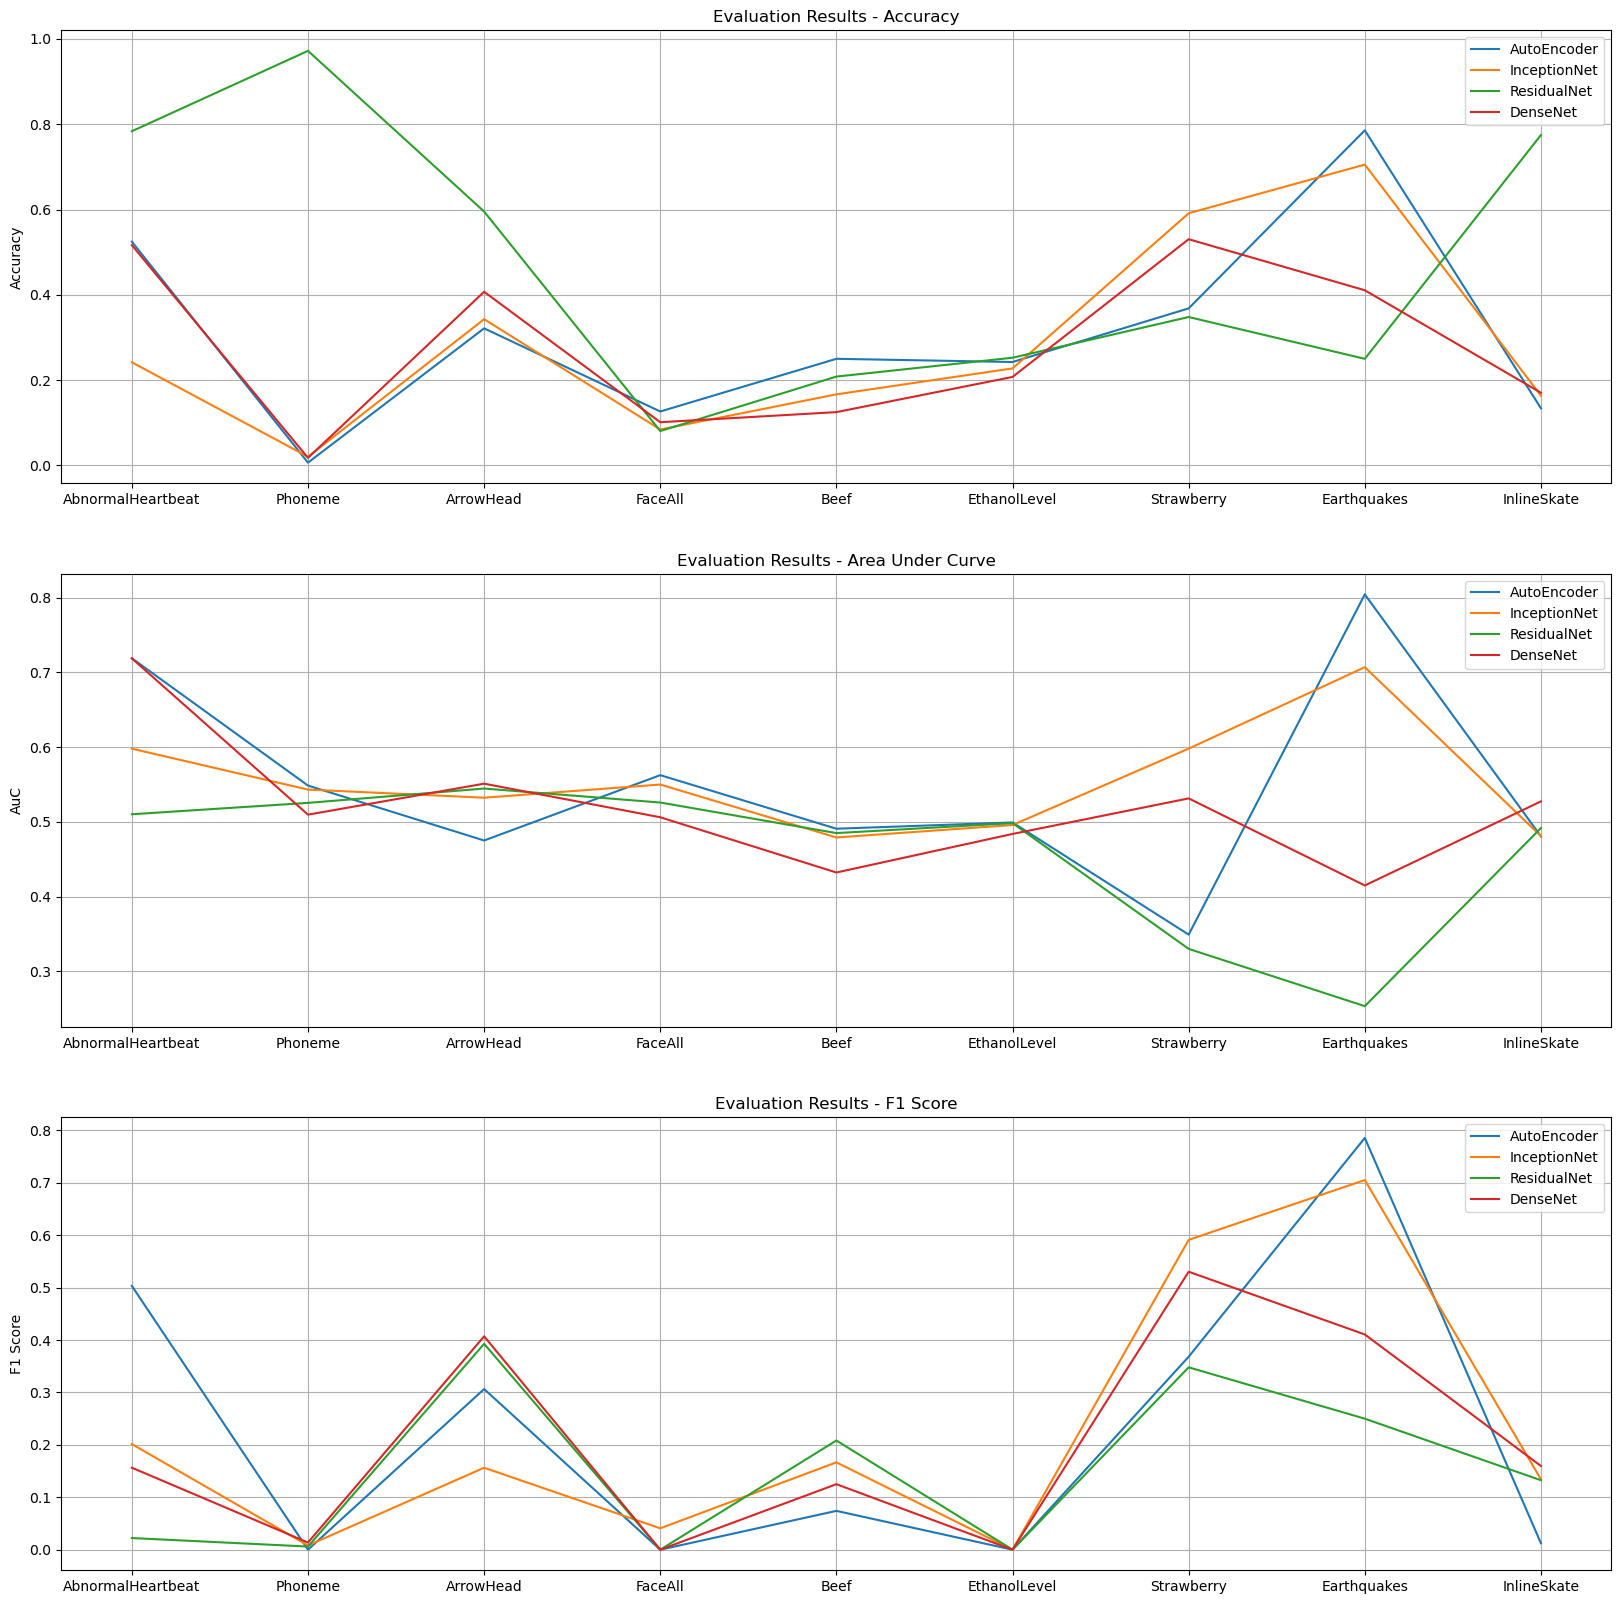 Evaluation Results - Accuracy
AutoEncoder
InceptionNet
ResidualNet
DenseNet
Accuracy
1.0
0.8
0.6
0.4
0.2
0.0
AbnormalHeartbeat Phoneme ArrowHead FaceAll Beef EthanolLevel Strawberry Earthquakes InlineSkate
Evaluation Results - Area Under Curve
AutoEncoder
InceptionNet
ResidualNet
DenseNet
AuC
0.8
0.7
0.6
0.5
0.4
0.3
AbnormalHeartbeat Phoneme ArrowHead FaceAll Beef EthanolLevel Strawberry Earthquakes InlineSkate
Evaluation Results - F1 Score
AutoEncoder
InceptionNet
ResidualNet
DenseNet
F1 Score
0.8
0.7
0.6
0.5
0.4
0.3
0.2
0.1
0.0
AbnormalHeartbeat Phoneme ArrowHead FaceAll Beef EthanolLevel Strawberry Earthquakes InlineSkate